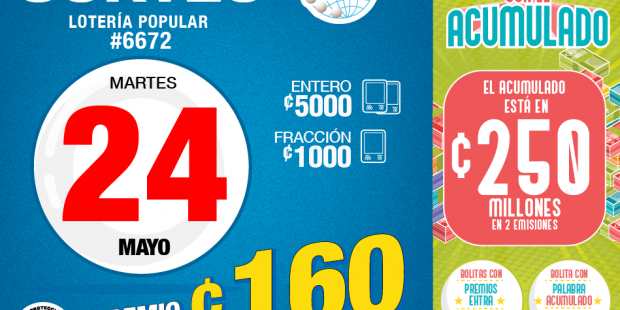 SORTEO
LOTERÍA POPULAR
#6672
MARTES
24
MAYO
ENTERO
¢5000
FRACCIÓN
¢1000
¢160
ACUMULADO
EL ACUMULADO
ESTÁ EN
¢250
MILLONES
EN 2 EMISIONES
BOLITAS CON
PREMIOS
EXTRA
BOLITA CON
PALABRA
ACUMULADO